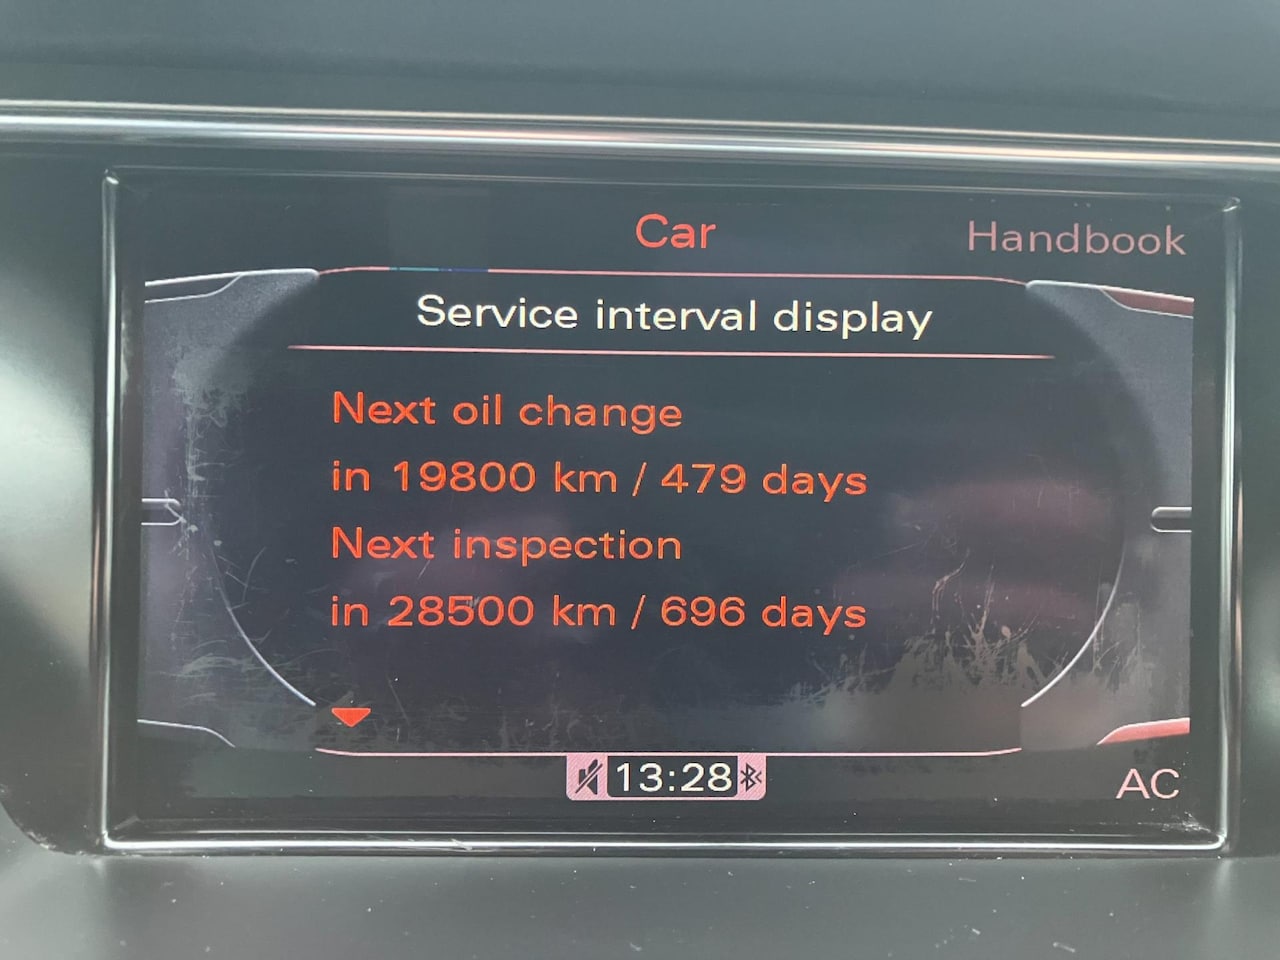 Car
Handbook
Service interval display
Next oil change
in 19800 km / 479 days
Next inspection
in 28500 km / 696 days
13:28
AC